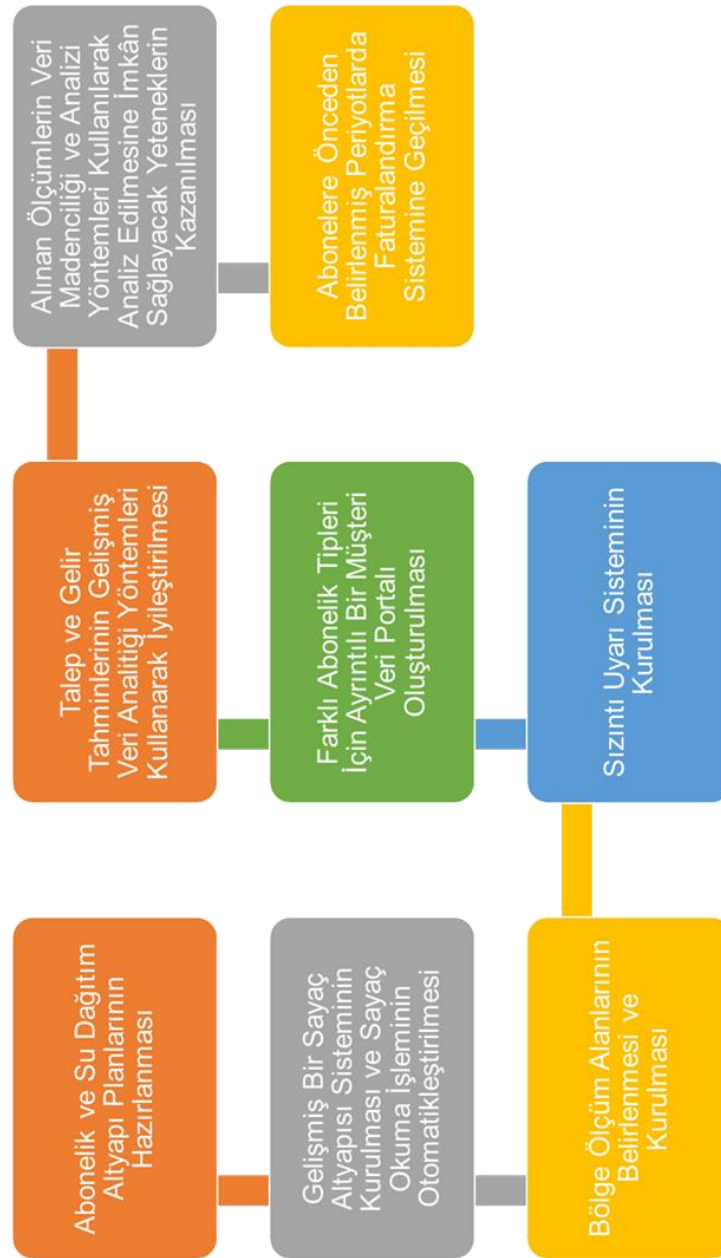 Abonelik ve Su Dağıtım
Altyapı Planlarının
Hazırlanması
Gelişmiş Bir Sayaç
Altyapısı Sisteminin
Kurulması ve Sayaç
Okuma İşleminin
Otomatikleştirilmesi
Bölge Ölçüm Alanlarının
Belirlenmesi ve
Kurulması
Sızıntı Uyarı Sisteminin
Kurulması
Farklı Abonelik Tipleri
İçin Ayrıntılı Bir Müşteri
Veri Portalı
Oluşturulması
Talep ve Gelir
Tahminlerinin Gelişmiş
Veri Analitiği Yöntemleri
Kullanarak İyileştirilmesi
Alınan Ölçümlerin Veri
Madenciliği ve Analizi
Yöntemleri Kullanılarak
Analiz Edilmesine İmkân
Sağlayacak Yeteneklerin
Kazanılması
Abonelere Önceden
Belirlenmiş Periyotlarda
Faturalandırma
Sistemine Geçilmesi